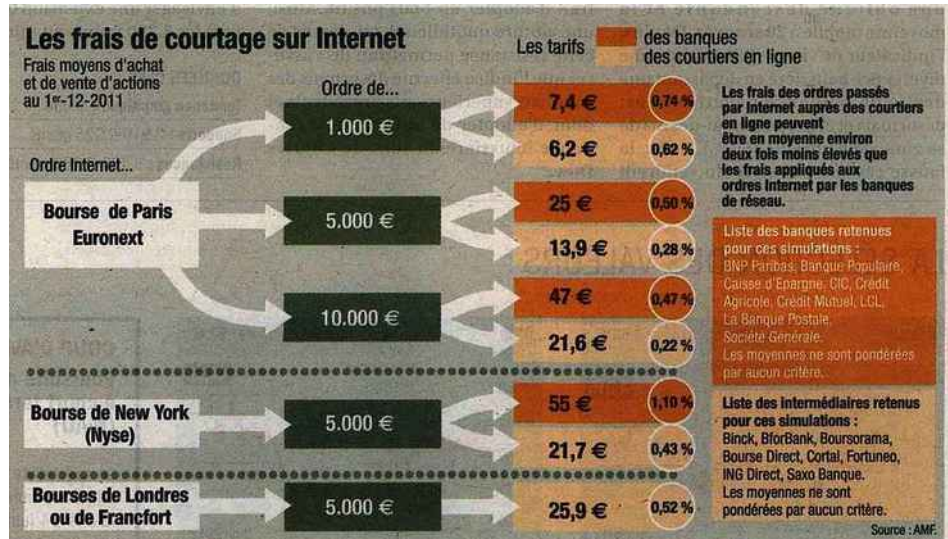 Les frais de courtage sur Internet
Frais moyens d'achat
et de vente d'actions
au 1er-12-2011
Les tarifs
des banques
des courtiers en ligne
Ordre Internet...
Ordre de...
Bourse de Paris
Euronext
1.000 €
7,4 € 0,74 %
6,2 € 0,62 %
5.000 €
25 € 0,50 %
13,9 € 0,28 %
10.000 €
47 € 0,47 %
21,6 € 0,22 %
Bourse de New York
(Nyse)
5.000 €
55 € 1,10 %
21,7 € 0,43 %
Bourses de Londres
ou de Francfort
5.000 €
25,9 € 0,52 %
Les frais des ordres passés
par Internet auprès des courtiers
en ligne peuvent
être en moyenne environ
deux fois moins élevés que
les frais appliqués aux
ordres Internet par les banques
de réseau.
Liste des banques retenues
pour ces simulations :
BNP Paribas, Banque Populaire,
Caisse d'Epargne, CIC, Crédit
Agricole, Crédit Mutuel, LCL,
La Banque Postale,
Société Générale.
Les moyennes ne sont pondérées
par aucun critère.
Liste des intermédiaires retenus
pour ces simulations :
Binck, BforBank, Boursorama,
Bourse Direct, Cortal, Fortuneo,
ING Direct, Saxo Banque.
Les moyennes ne sont
pondérées par aucun critère.
Source : AMF.